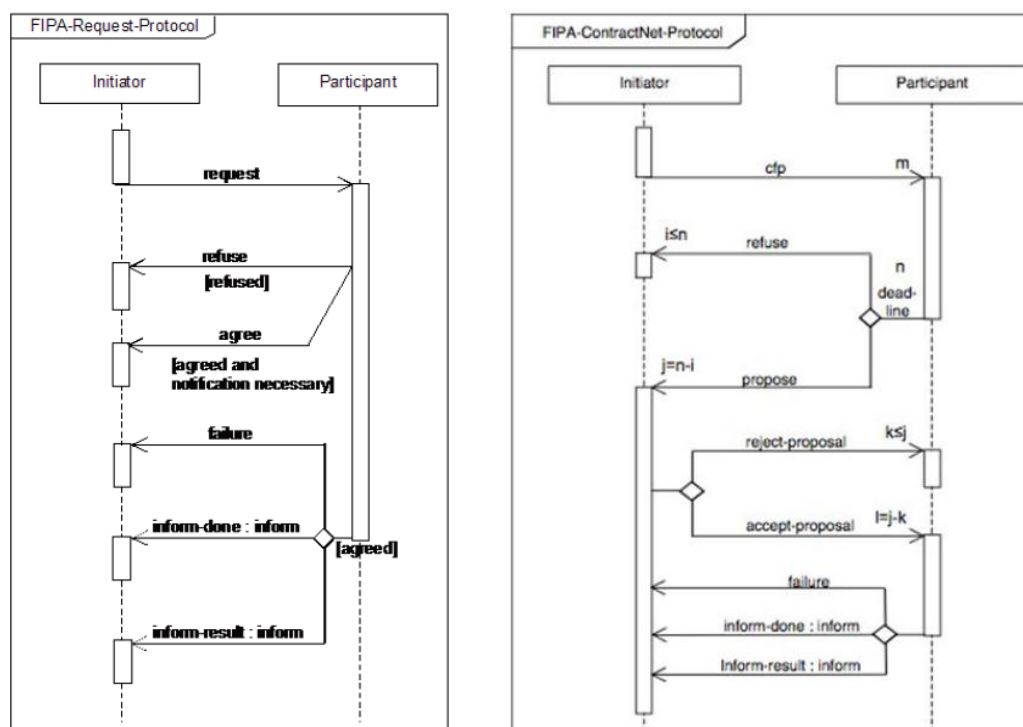 FIPA-Request-Protocol
Initiator
Participant
request
refuse
[refused]
agree
[agreed and
notification necessary]
failure
inform-done : inform
[agreed]
inform-result : inform
FIPA-ContractNet-Protocol
Initiator
Participant
cfp
m
i≤n
refuse
n
dead-
line
j=n-i
propose
reject-proposal
k≤j
accept-proposal
l=j-k
failure
inform-done : inform
Inform-result : inform